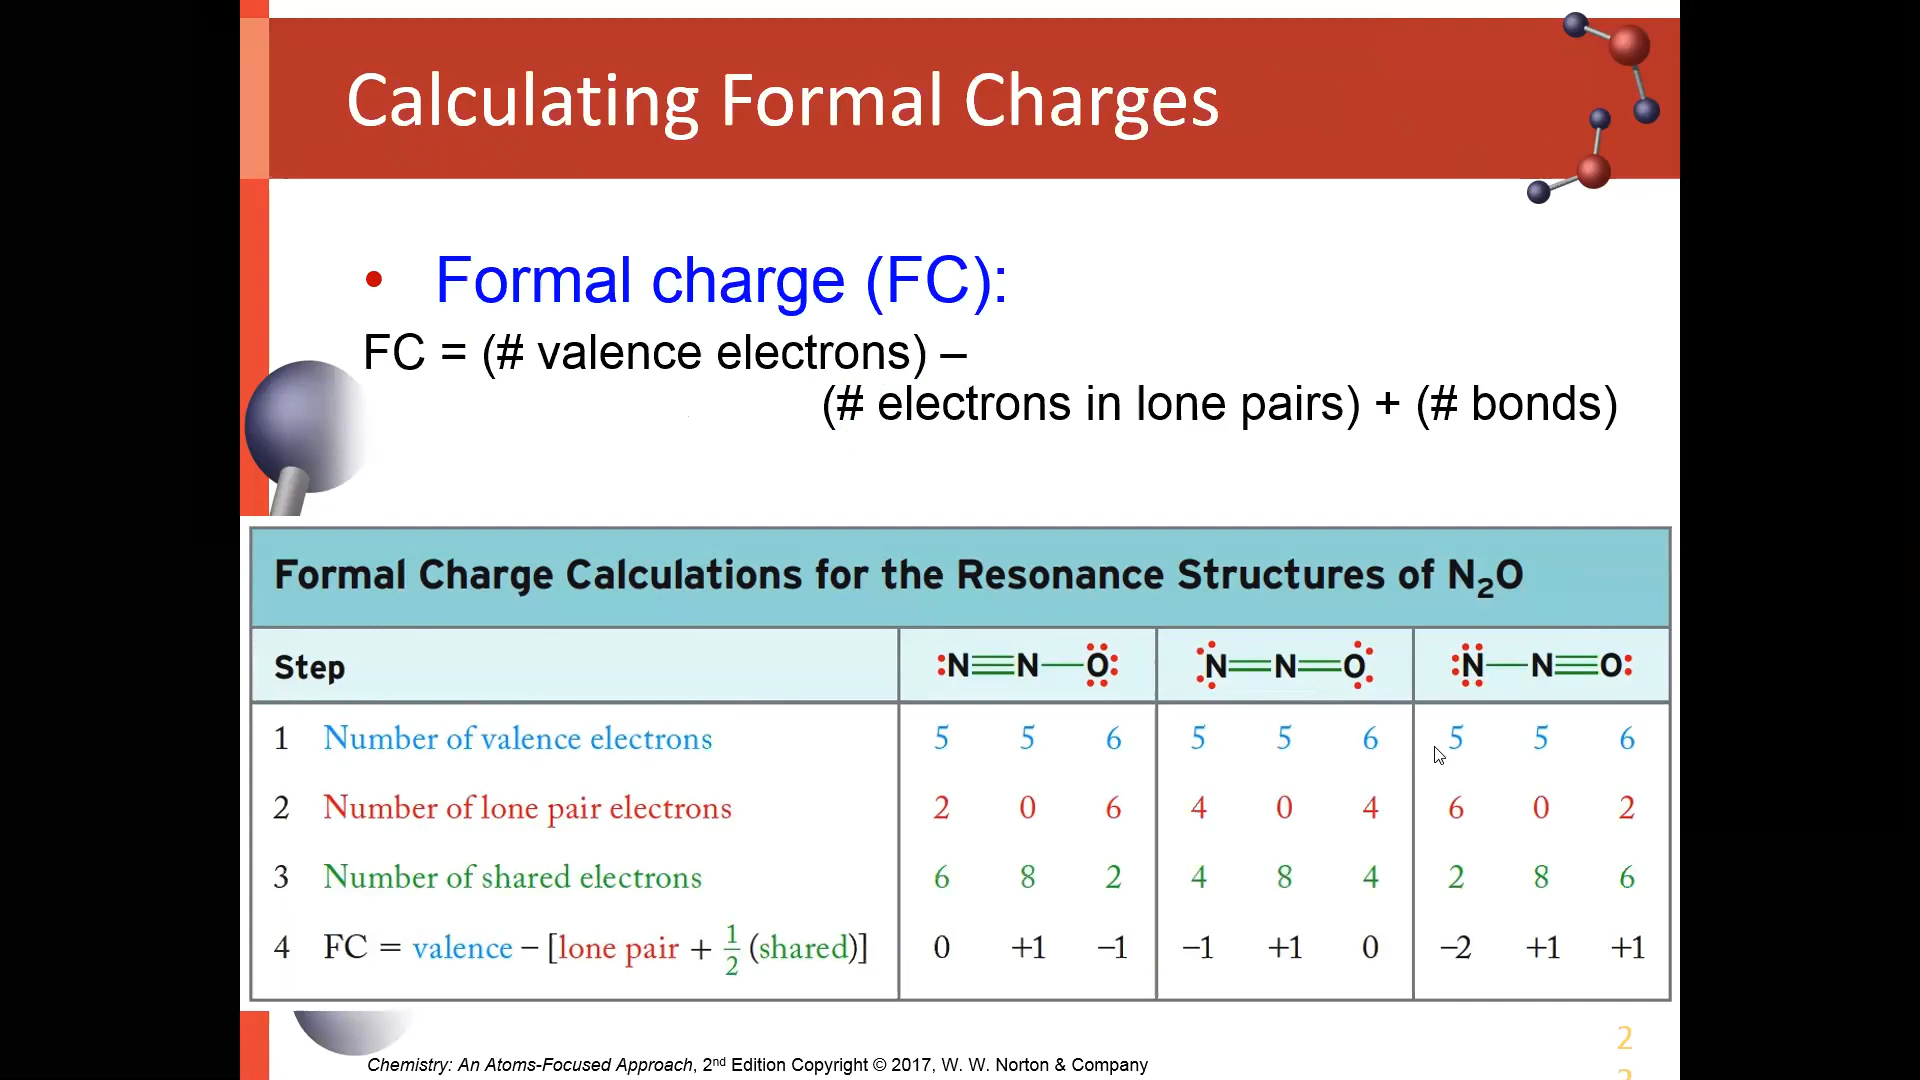 Calculating Formal Charges
• Formal charge (FC):
FC = (# valence electrons) –
(# electrons in lone pairs) + (# bonds)
Formal Charge Calculations for the Resonance Structures of N₂O
Step :N≡N—O: N=N=O :N—N≡O:
1 Number of valence electrons 5 5 6 5 5 6 5 5 6
2 Number of lone pair electrons 2 0 6 4 0 4 6 0 2
3 Number of shared electrons 6 8 2 4 8 4 2 8 6
4 FC = valence − [lone pair + 1/2 (shared)] 0 +1 −1 −1 +1 0 −2 +1 +1
Chemistry: An Atoms-Focused Approach, 2nd Edition Copyright © 2017, W. W. Norton & Company
2